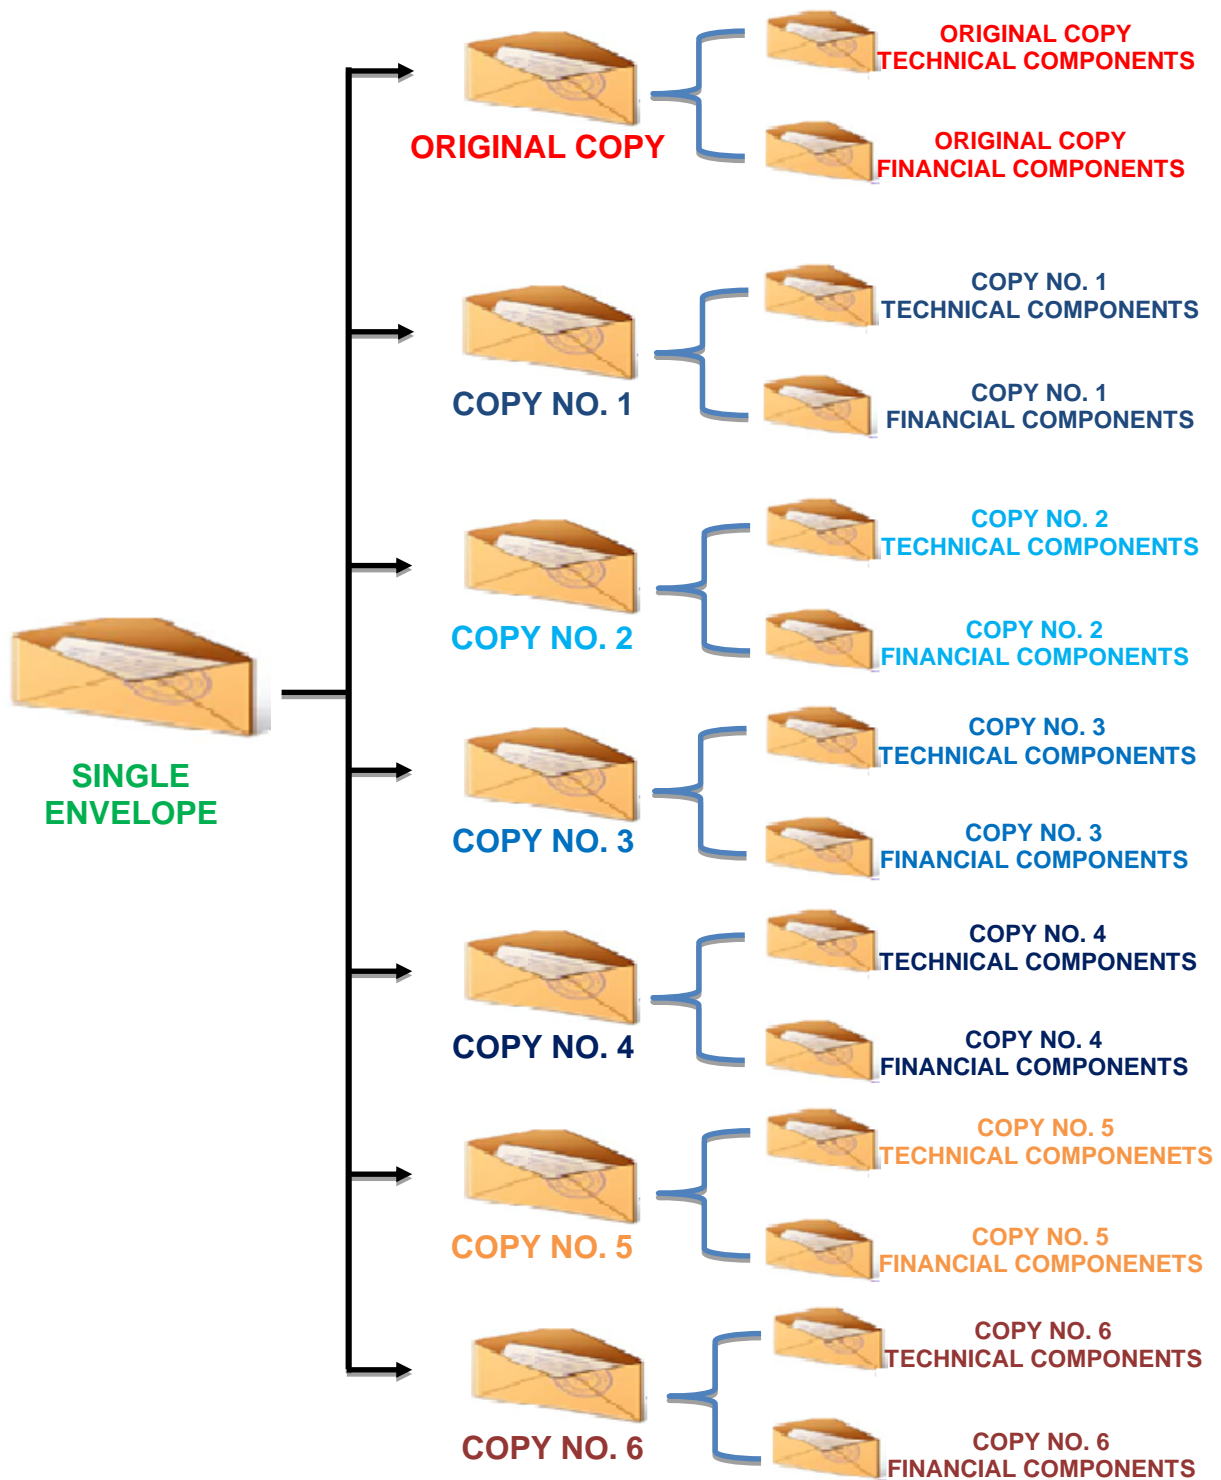 ORIGINAL COPY
TECHNICAL COMPONENTS
ORIGINAL COPY
ORIGINAL COPY
FINANCIAL COMPONENTS
COPY NO. 1
TECHNICAL COMPONENTS
COPY NO. 1
COPY NO. 1
FINANCIAL COMPONENTS
COPY NO. 2
TECHNICAL COMPONENTS
COPY NO. 2
COPY NO. 2
FINANCIAL COMPONENTS
SINGLE
ENVELOPE
COPY NO. 3
TECHNICAL COMPONENTS
COPY NO. 3
COPY NO. 3
FINANCIAL COMPONENTS
COPY NO. 4
TECHNICAL COMPONENTS
COPY NO. 4
COPY NO. 4
FINANCIAL COMPONENTS
COPY NO. 5
TECHNICAL COMPONENETS
COPY NO. 5
COPY NO. 5
FINANCIAL COMPONENETS
COPY NO. 6
TECHNICAL COMPONENTS
COPY NO. 6
COPY NO. 6
FINANCIAL COMPONENTS